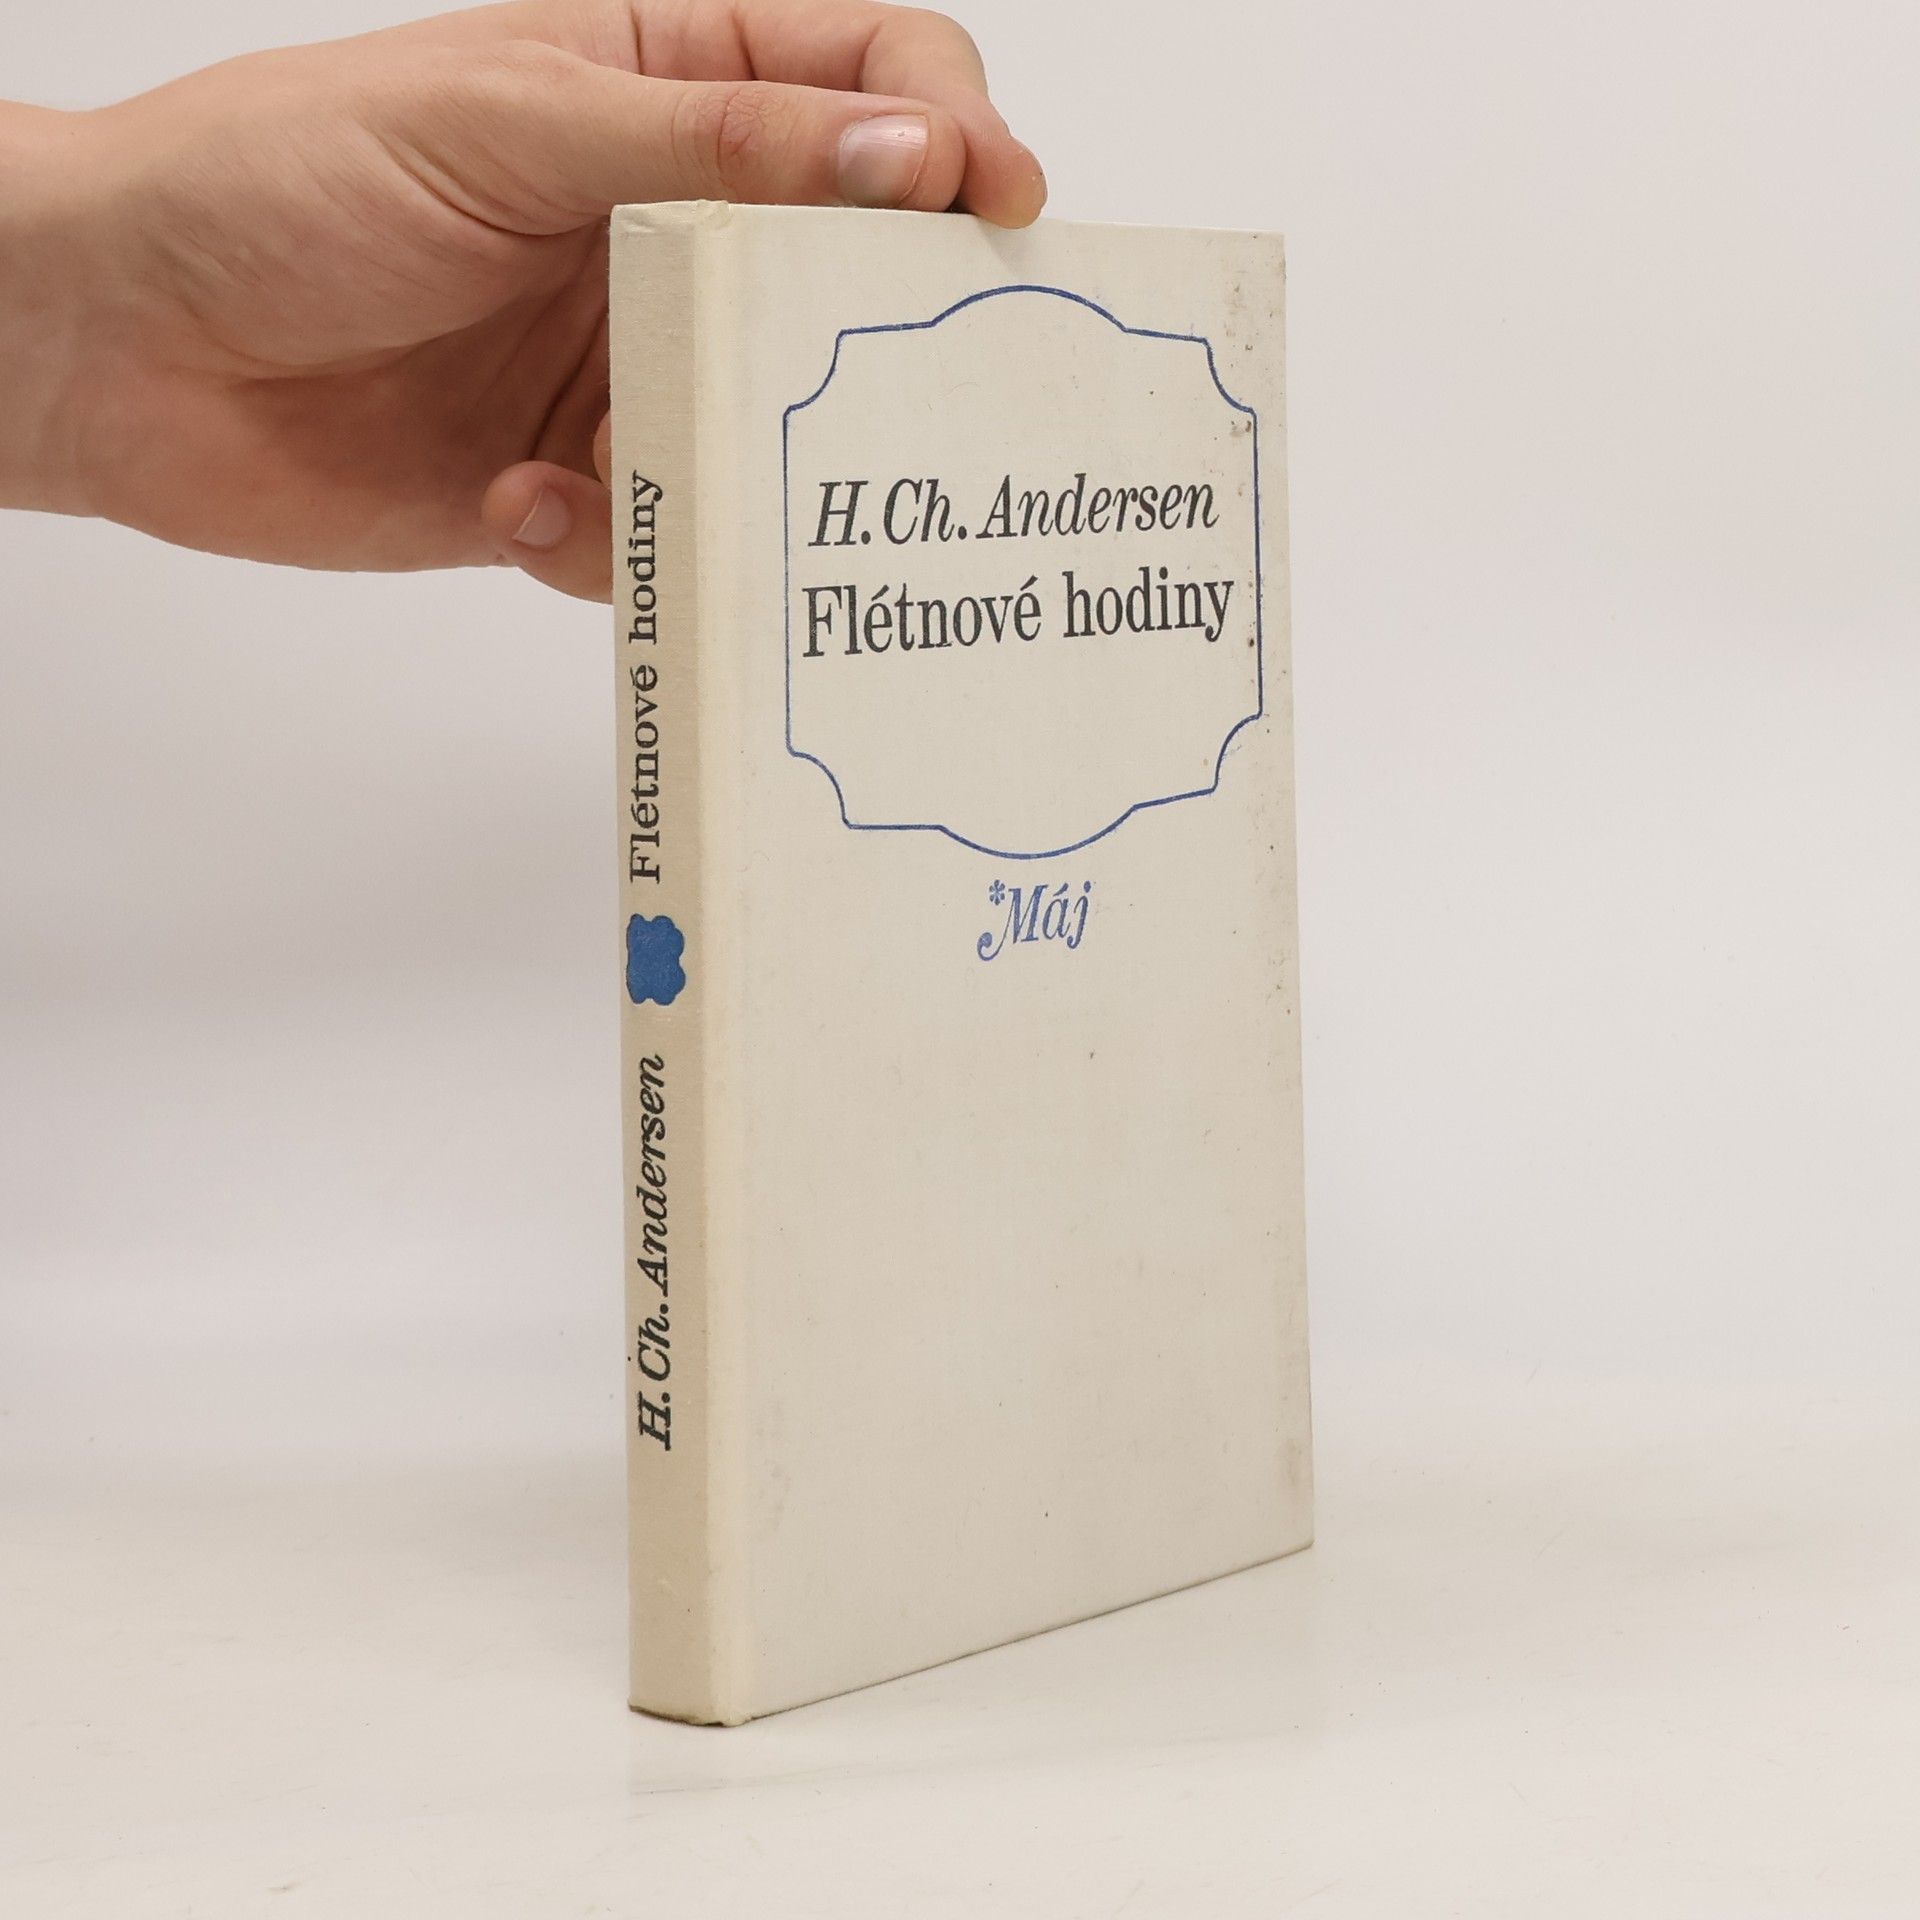 H. Ch. Andersen
Flétnové hodiny
*Máj
H. Ch. Andersen Flétnové hodiny